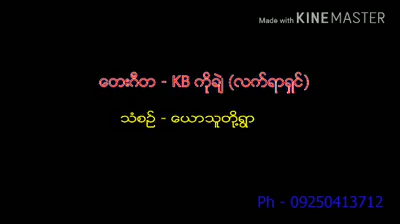 Made with KINEMASTER
တေးဂီတ - KB ကိုချဲ (လက်ရာရှင်)
သံစဉ် - ယောသူတို့ရွာ
Ph - 09250413712